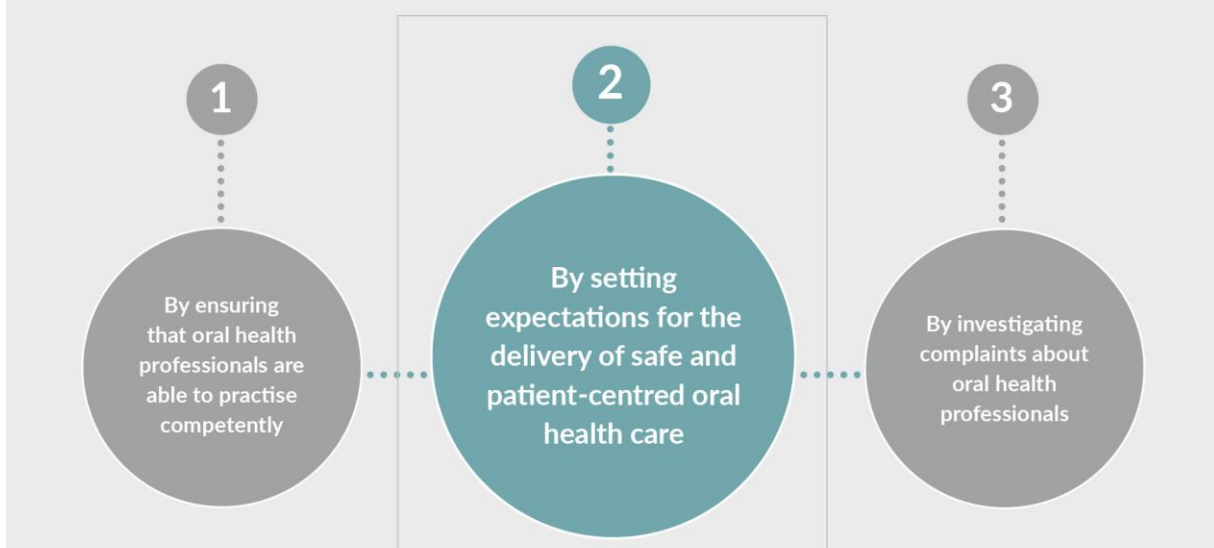 1
By ensuring
that oral health
professionals are
able to practise
competently
2
By setting
expectations for the
delivery of safe and
patient-centred oral
health care
3
By investigating
complaints about
oral health
professionals